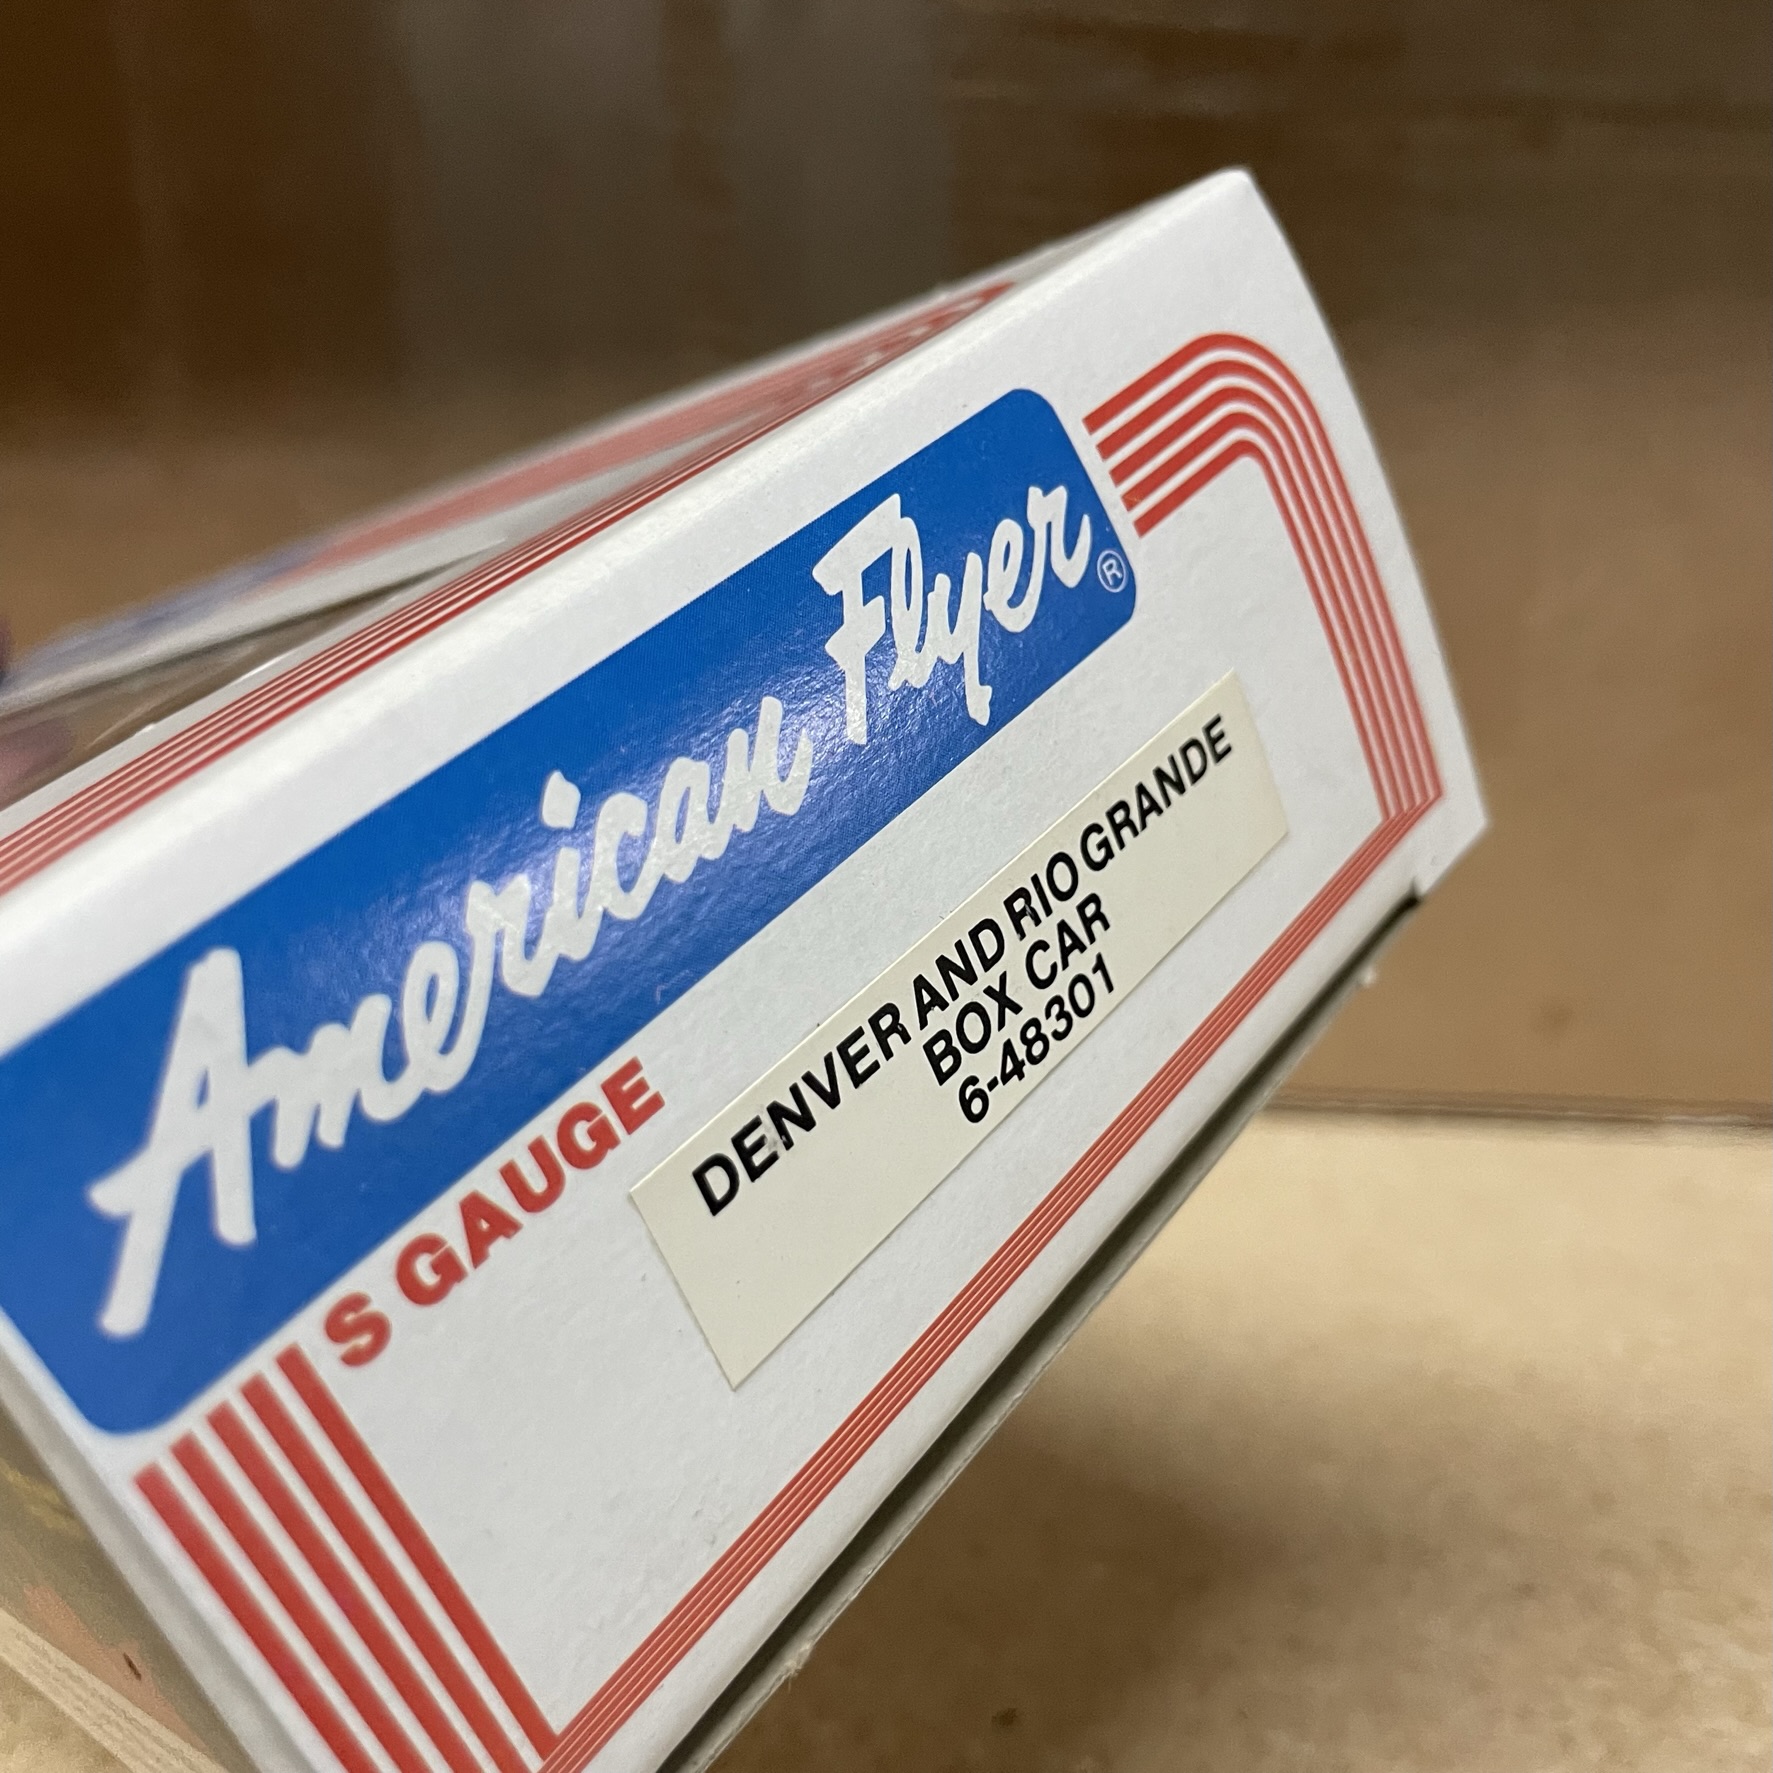 American Flyer ®
S GAUGE
DENVER AND RIO GRANDE
BOX CAR
6-48301